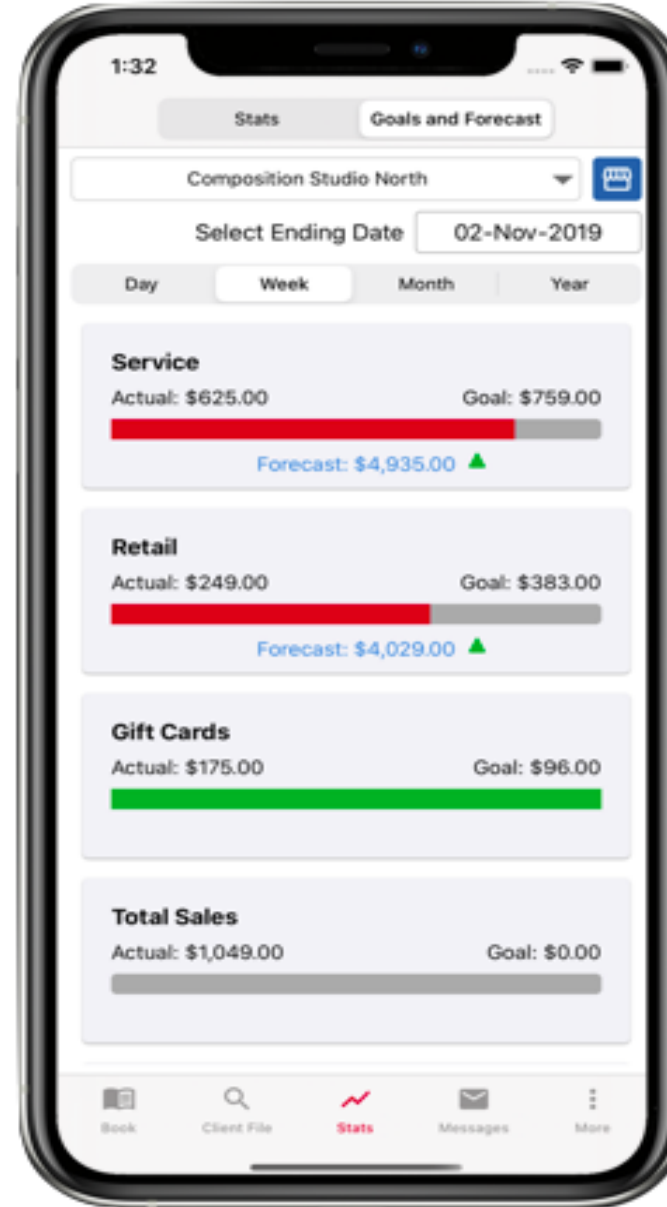 1:32
Stats Goals and Forecast
Composition Studio North
Select Ending Date 02-Nov-2019
Day Week Month Year
Service
Actual: $625.00 Goal: $759.00
Forecast: $4,935.00
Retail
Actual: $249.00 Goal: $383.00
Forecast: $4,029.00
Gift Cards
Actual: $175.00 Goal: $96.00
Total Sales
Actual: $1,049.00 Goal: $0.00
Book Client File Stats Messages More